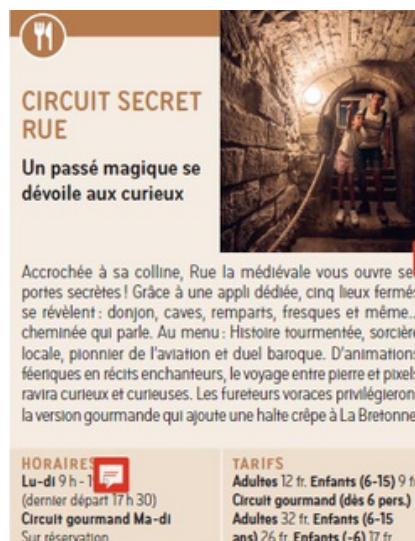 CIRCUIT SECRET
RUE
Un passé magique se
dévoile aux curieux
Accrochée à sa colline, Rue la médiévale vous ouvre
portes secrètes ! Grâce à une appli dédiée, cinq lieux fermés
se révèlent : donjon, caves, remparts, fresques et même...
cheminée qui parle. Au menu : Histoire tourmentée, sorcière
locale, pionnier de l'aviation et duel baroque. D'animations
féeriques en récits enchanteurs, le voyage entre pierre et pixels
ravira curieux et curieuses. Les fureteurs voraces
la version gourmande qui ajoute une halte crêpe à La Bretonne
HORAIRES
Lu-di 9 h -
(dernier départ 17 h 30)
Circuit gourmand Ma-di
Sur réservation
TARIFS
Adultes 12 fr. Enfants (6-15) 9 fr
Circuit gourmand (dès 6 pers.)
Adultes 32 fr. Enfants (6-15
ans) 26 fr. Enfants (-6) 17 fr.